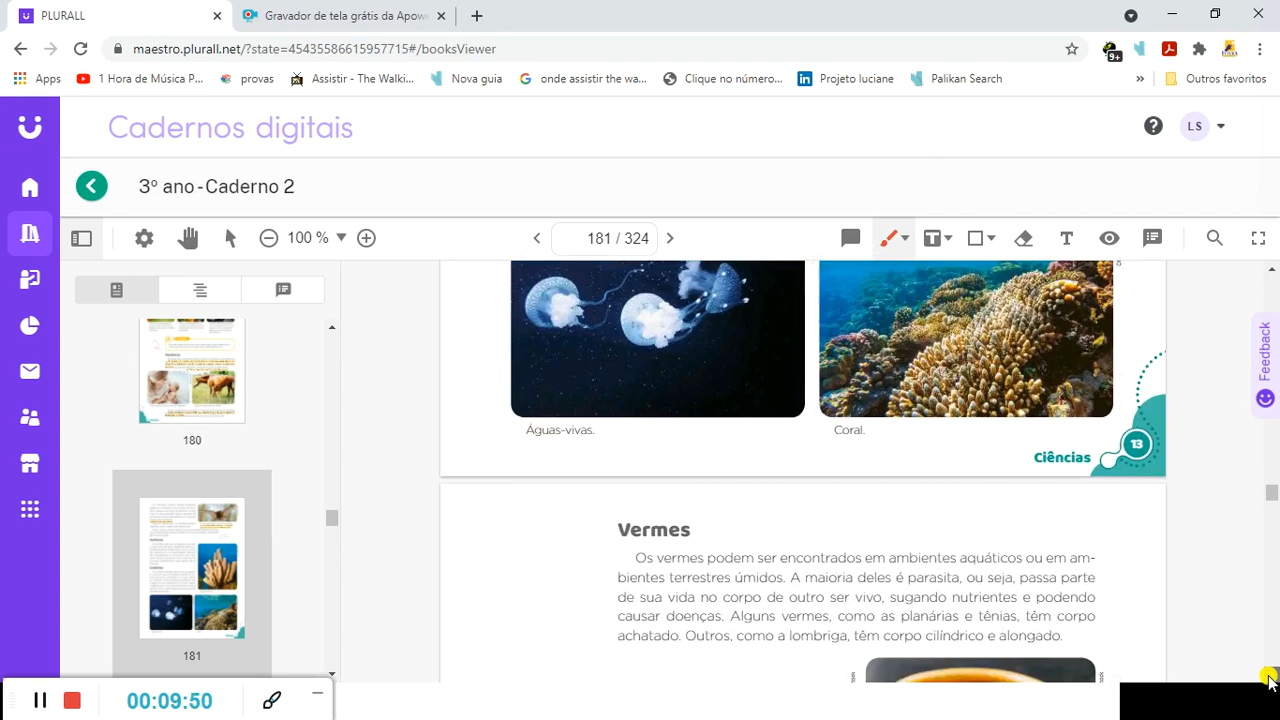 PLURALL
Gravador de tela grátis da Apowe
maestro.plurall.net/?state=45435586615957715#/booksViewer
9+
Apps
1 Hora de Música P...
provas
Assistir - The Walki...
Nova guia
onde assistir the wa...
Clique no número...
Projeto luciane
Palikan Search
»
Outros favoritos
Cadernos digitais
LS
3º ano - Caderno 2
100 %
181 / 324
Feedback
180
181
Águas-vivas.
Coral.
Ciências
13
Vermes
Os vermes podem ser encontrados em ambientes aquáticos ou em am-
bientes terrestres úmidos. A maioria deles é parasita, ou seja, passa parte
de sua vida no corpo de outro ser vivo, sugando nutrientes e podendo
causar doenças. Alguns vermes, como as planárias e tênias, têm corpo
achatado. Outros, como a lombriga, têm corpo cilíndrico e alongado.
00:09:50